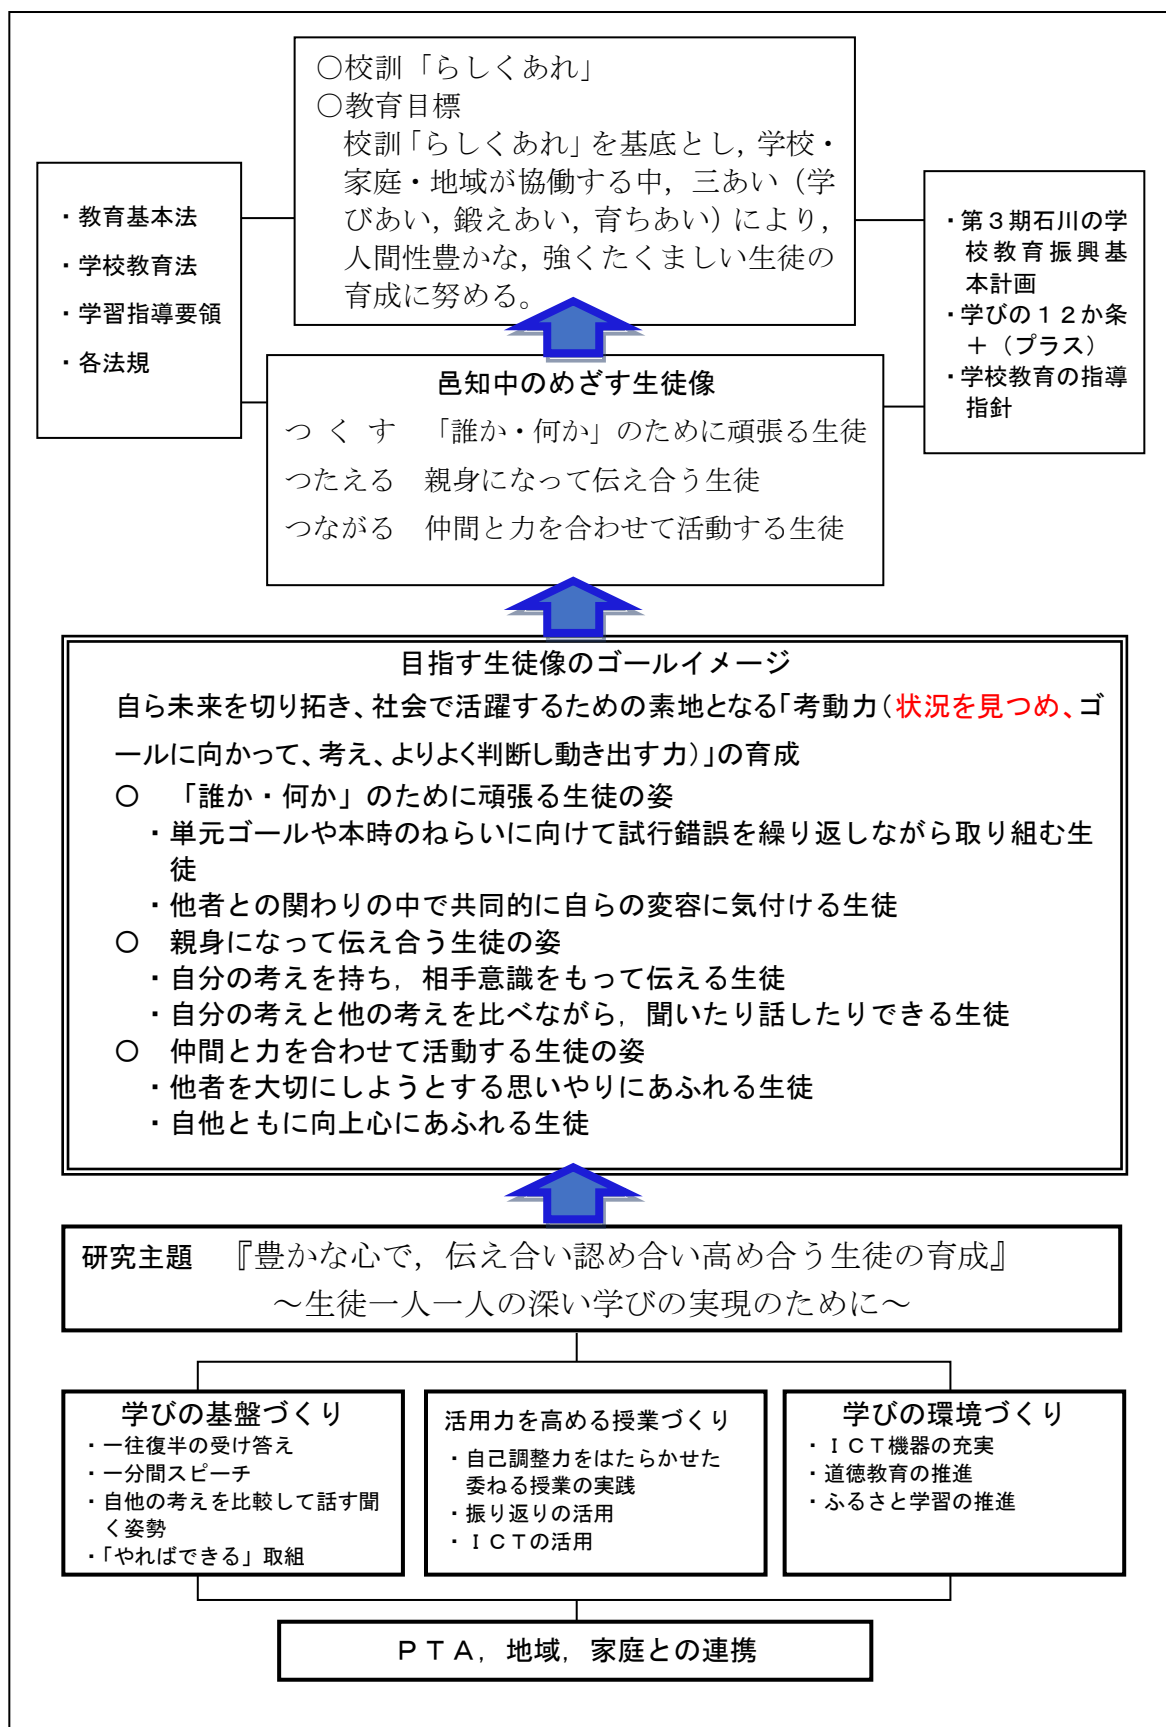 ○校訓「らしくあれ」
○教育目標
校訓「らしくあれ」を基底とし，学校・
家庭・地域が協働する中，三あい（学
びあい，鍛えあい，育ちあい）により，
人間性豊かな，強くたくましい生徒の
育成に努める。
・教育基本法
・学校教育法
・学習指導要領
・各法規
・第３期石川の学
校教育振興基
本計画
・学びの１２か条
＋（プラス）
・学校教育の指導
指針
邑知中のめざす生徒像
つ く す　「誰か・何か」のために頑張る生徒
つたえる　親身になって伝え合う生徒
つながる　仲間と力を合わせて活動する生徒
目指す生徒像のゴールイメージ
自ら未来を切り拓き、社会で活躍するための素地となる「考動力（状況を見つめ、ゴ
ールに向かって、考え、よりよく判断し動き出す力）」の育成
○　「誰か・何か」のために頑張る生徒の姿
・単元ゴールや本時のねらいに向けて試行錯誤を繰り返しながら取り組む生
徒
・他者との関わりの中で共同的に自らの変容に気付ける生徒
○　親身になって伝え合う生徒の姿
・自分の考えを持ち，相手意識をもって伝える生徒
・自分の考えと他の考えを比べながら，聞いたり話したりできる生徒
○　仲間と力を合わせて活動する生徒の姿
・他者を大切にしようとする思いやりにあふれる生徒
・自他ともに向上心にあふれる生徒
研究主題　『豊かな心で，伝え合い認め合い高め合う生徒の育成』
～生徒一人一人の深い学びの実現のために～
学びの基盤づくり
・一往復半の受け答え
・一分間スピーチ
・自他の考えを比較して話す聞
く姿勢
・「やればできる」取組
活用力を高める授業づくり
・自己調整力をはたらかせた
委ねる授業の実践
・振り返りの活用
・ＩＣＴの活用
学びの環境づくり
・ＩＣＴ機器の充実
・道徳教育の推進
・ふるさと学習の推進
ＰＴＡ，地域，家庭との連携